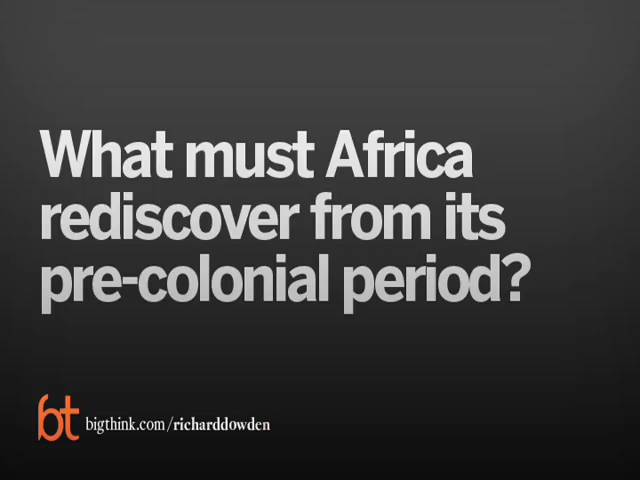 What must Africa
rediscover from its
pre-colonial period?
bt bigthink.com/richarddowden